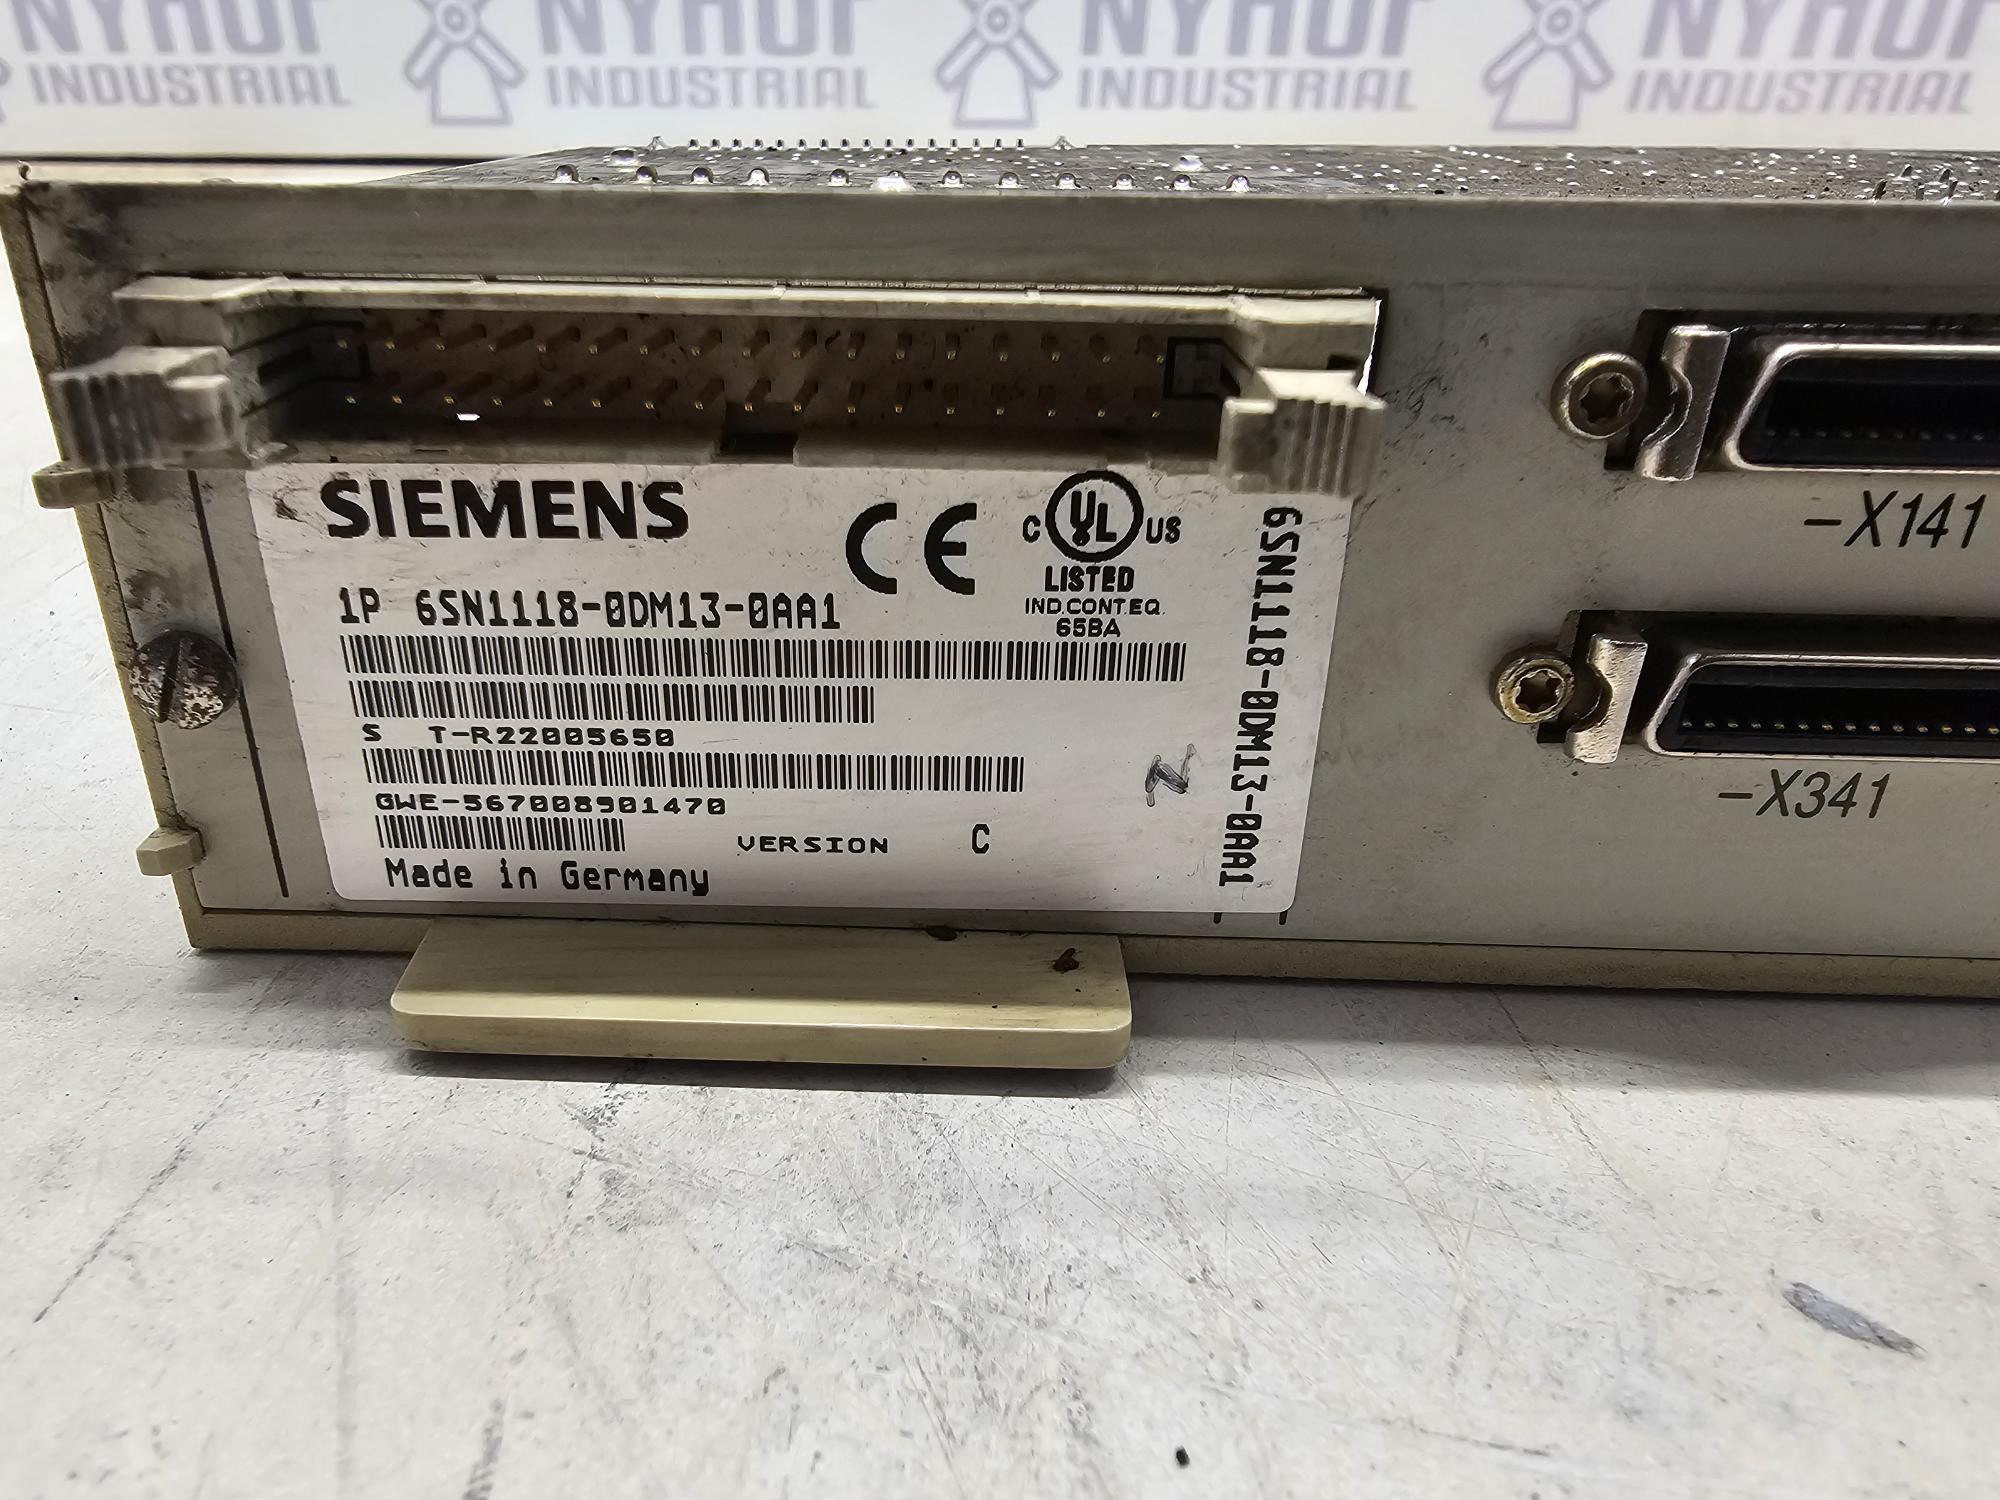 NYHOF INDUSTRIAL
NYHOF INDUSTRIAL
NYHOF INDUSTRIAL
NYHOF INDUSTRIAL
SIEMENS
CE
C UL US
LISTED
IND.CONT.EQ.
65BA
1P 6SN1118-0DM13-0AA1
S T-R22005650
GWE-567008901470
VERSION C
Made in Germany
6SN1118-0DM13-0AA1
-X141
-X341